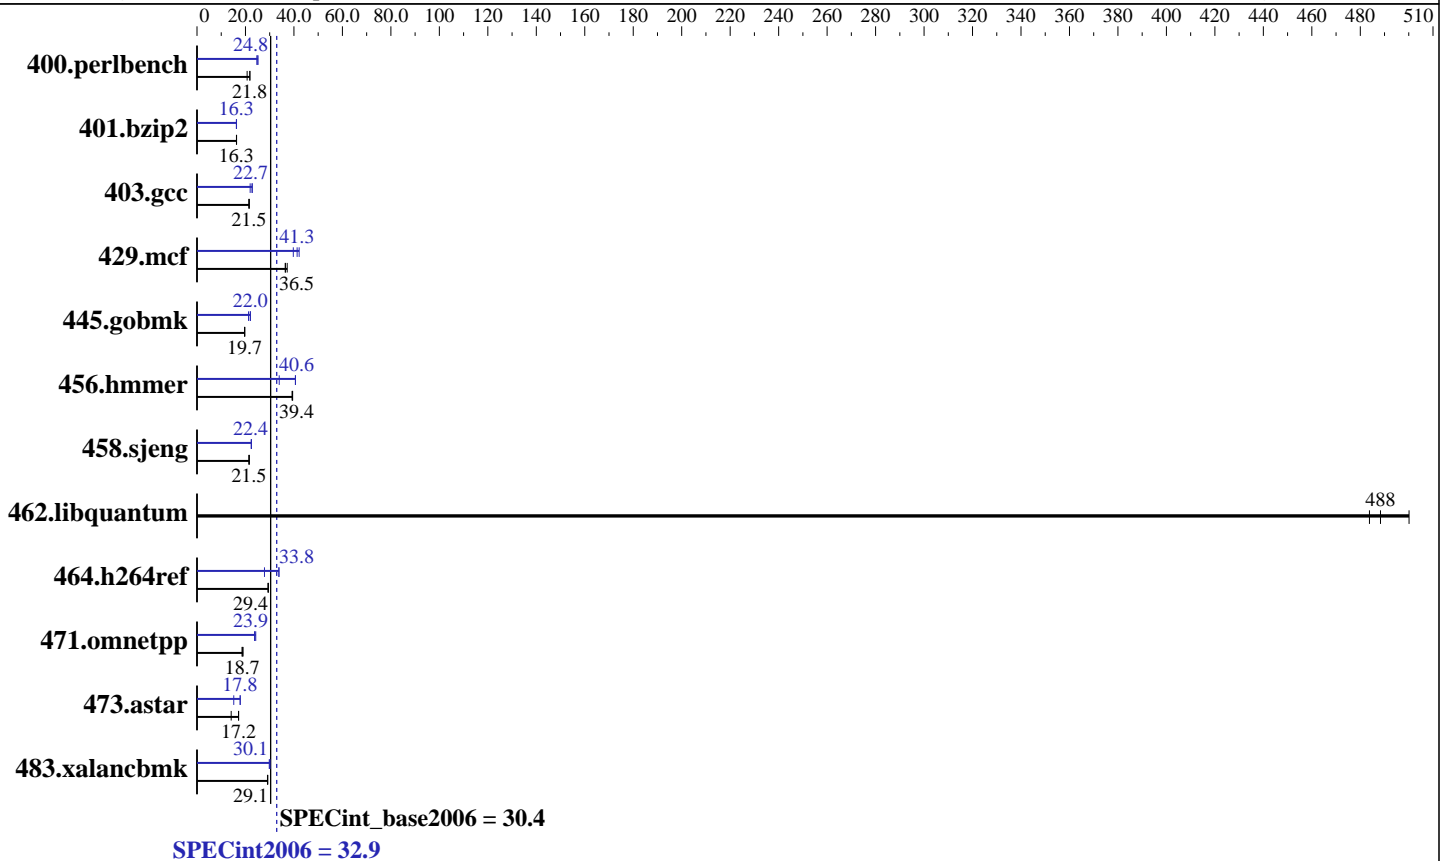 0 20.0 40.0 60.0 80.0 100 120 140 160 180 200 220 240 260 280 300 320 340 360 380 400 420 440 460 480 510
24.8
400.perlbench
21.8
16.3
401.bzip2
16.3
22.7
403.gcc
21.5
41.3
429.mcf
36.5
22.0
445.gobmk
19.7
40.6
456.hmmer
39.4
22.4
458.sjeng
21.5
488
462.libquantum
33.8
464.h264ref
29.4
23.9
471.omnetpp
18.7
17.8
473.astar
17.2
30.1
483.xalancbmk
29.1
SPECint_base2006 = 30.4
SPECint2006 = 32.9